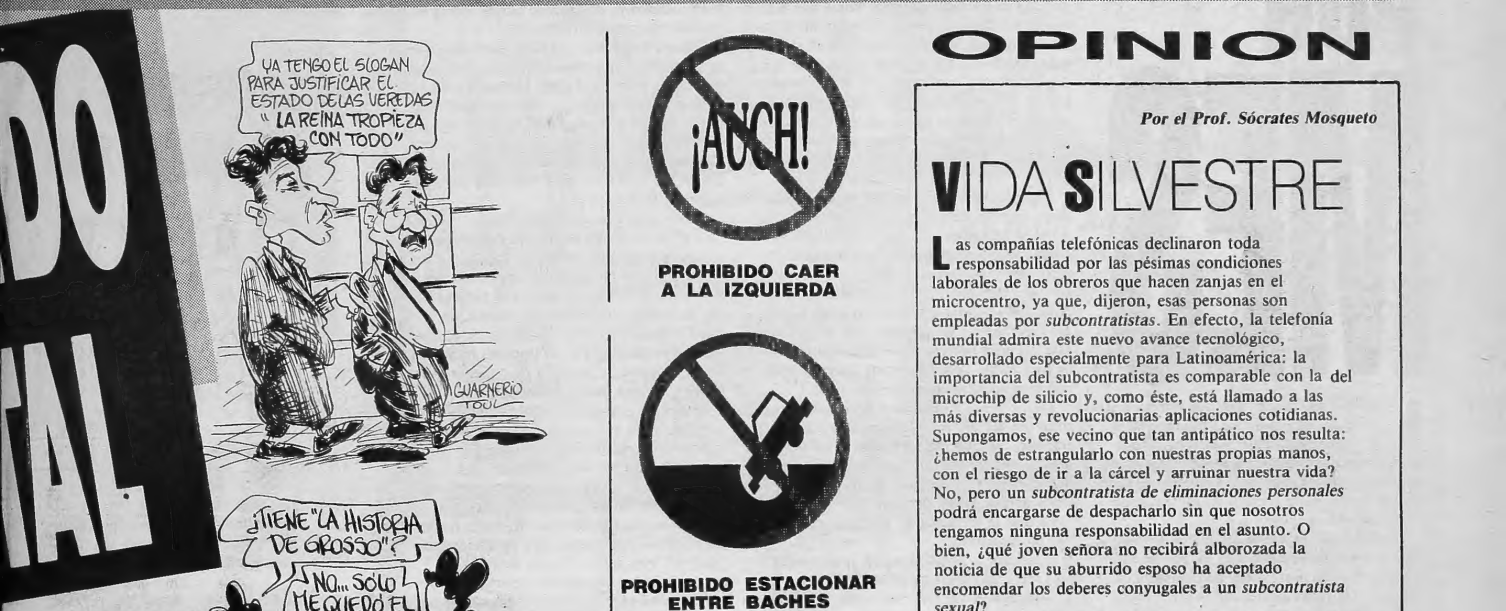 DO
TAL
YA TENGO EL SLOGAN
PARA JUSTIFICAR EL
ESTADO DE LAS VEREDAS
"LA REINA TROPIEZA
CON TODO"
GUARNERIO
TOUL
¿TIENE "LA HISTORIA
DE GROSSO"?
NO... SÓLO
ME QUEDÓ EL
¡AUCH!
PROHIBIDO CAER
A LA IZQUIERDA
PROHIBIDO ESTACIONAR
ENTRE BACHES
OPINION
Por el Prof. Sócrates Mosqueto
VIDA SILVESTRE
Las compañías telefónicas declinaron toda
responsabilidad por las pésimas condiciones
laborales de los obreros que hacen zanjas en el
microcentro, ya que, dijeron, esas personas son
empleadas por subcontratistas. En efecto, la telefonía
mundial admira este nuevo avance tecnológico,
desarrollado especialmente para Latinoamérica: la
importancia del subcontratista es comparable con la del
microchip de silicio y, como éste, está llamado a las
más diversas y revolucionarias aplicaciones cotidianas.
Supongamos, ese vecino que tan antipático nos resulta:
¿hemos de estrangularlo con nuestras propias manos,
con el riesgo de ir a la cárcel y arruinar nuestra vida?
No, pero un subcontratista de eliminaciones personales
podrá encargarse de despacharlo sin que nosotros
tengamos ninguna responsabilidad en el asunto. O
bien, ¿qué joven señora no recibirá alborozada la
noticia de que su aburrido esposo ha aceptado
encomendar los deberes conyugales a un subcontratista
sexual?